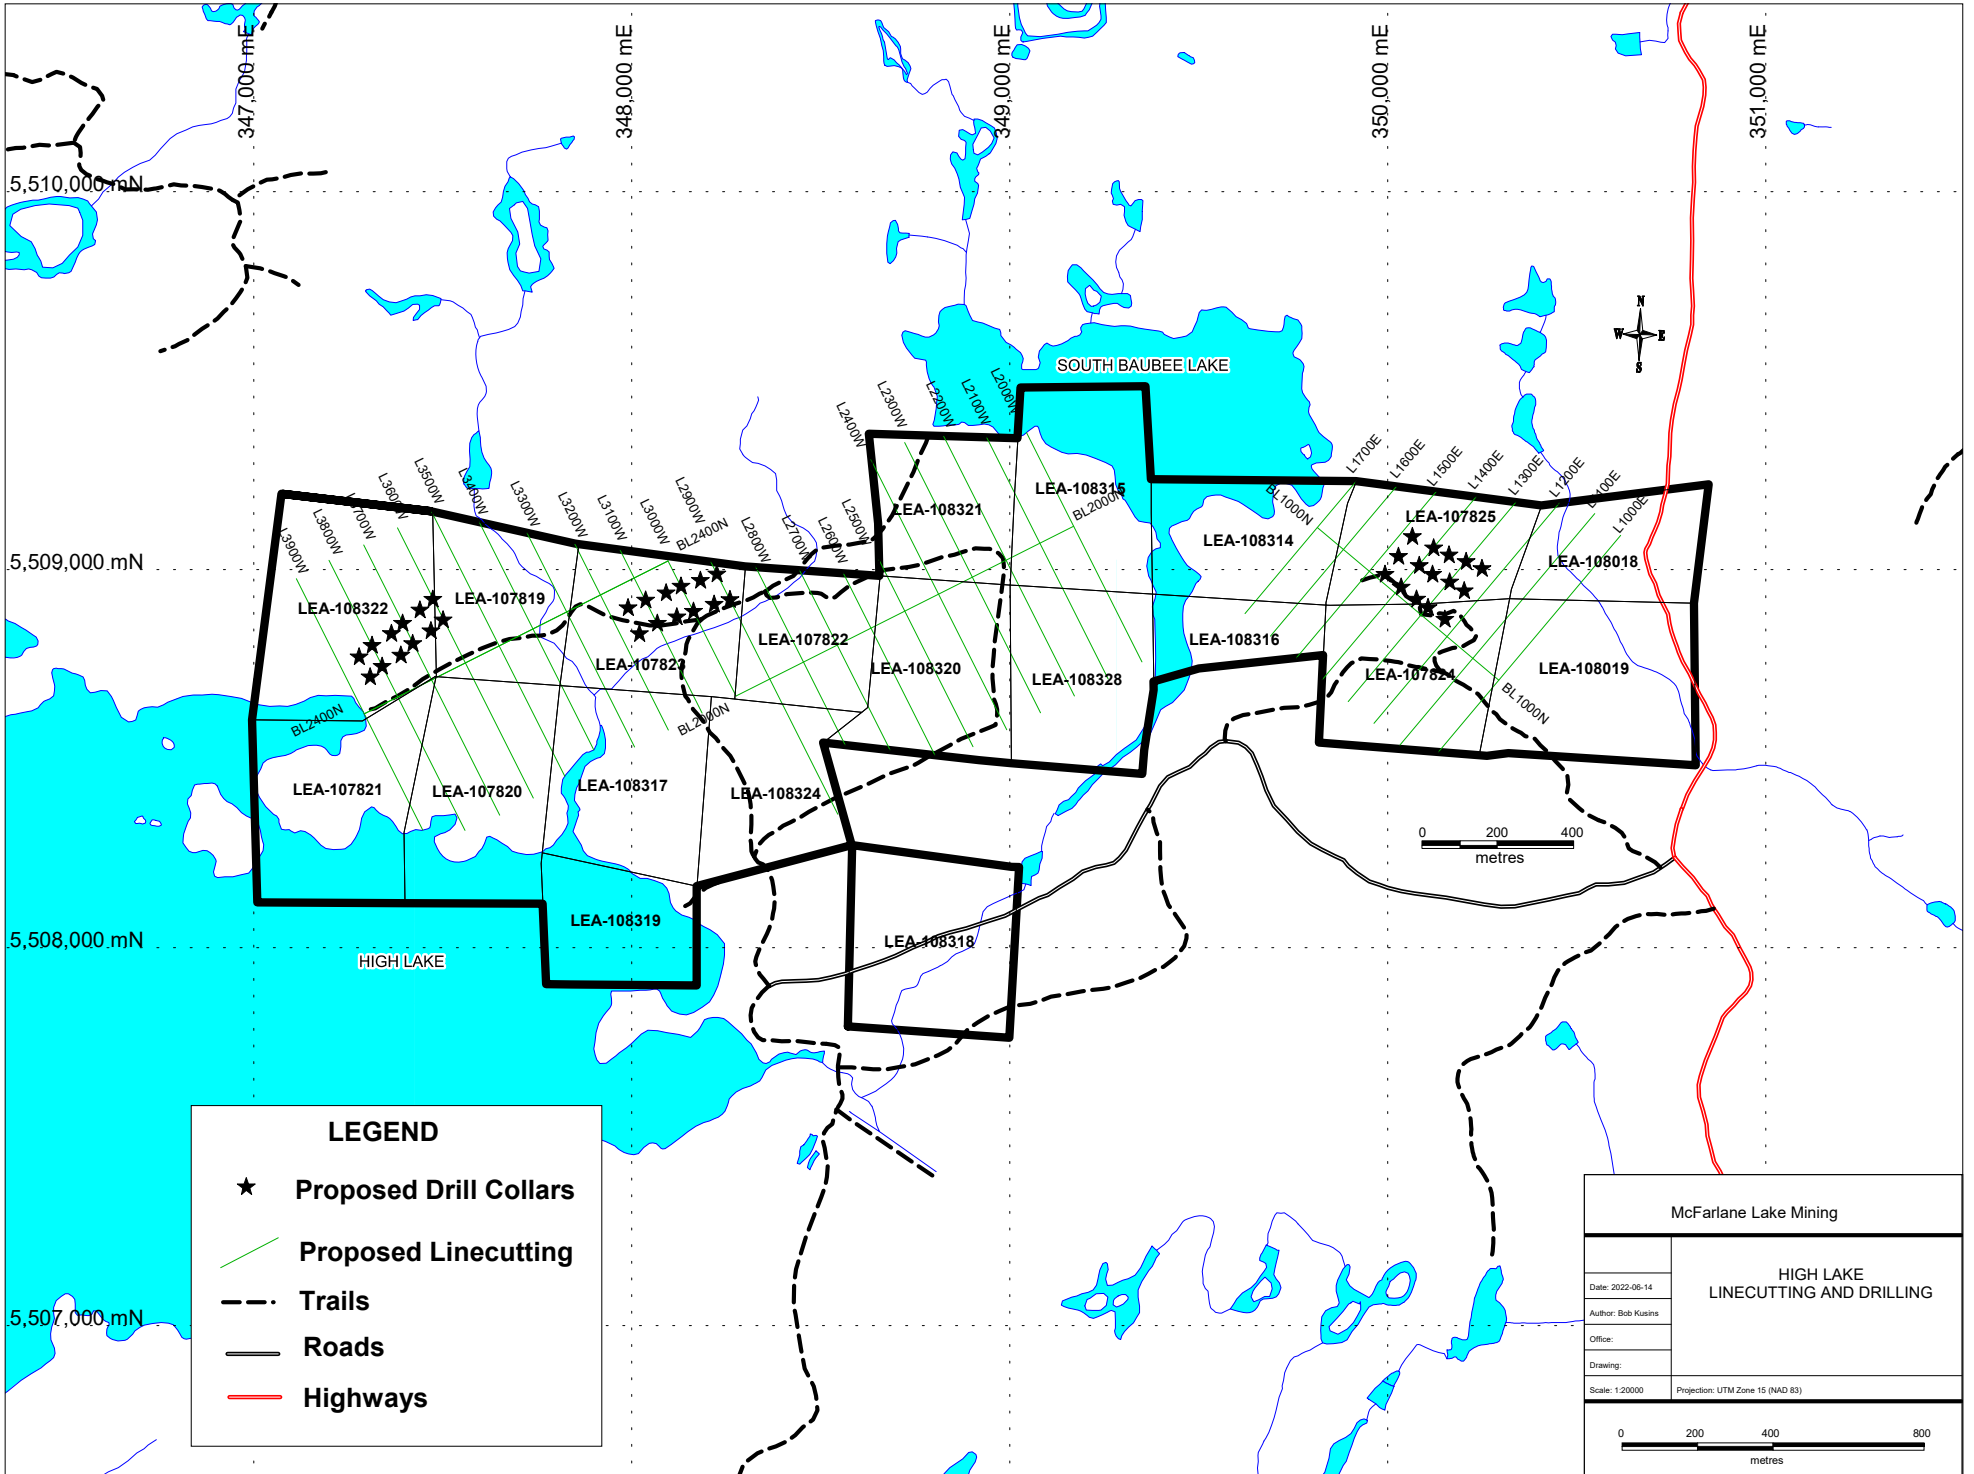 347,000 mE
348,000 mE
349,000 mE
350,000 mE
351,000 mE
5,510,000 mN
N
W E
S
SOUTH BAUBEE LAKE
L2400W
L2300W
L2200W
L2100W
L2000W
L3900W
L3800W
L3700W
L3600W
L3500W
L3400W
L3300W
L3200W
L3100W
L3000W
L2900W
BL2400N
L2800W
L2700W
L2600W
L2500W
L1700E
L1600E
L1500E
L1400E
L1300E
L1200E
L1100E
L1000E
BL1000N
BL2000N
LEA-108315
LEA-108321
LEA-107825
LEA-108314
LEA-108018
5,509,000 mN
LEA-108322
LEA-107819
LEA-107822
LEA-108316
LEA-107823
LEA-108320
LEA-108328
LEA-107824
LEA-108019
BL2400N
BL2000N
BL1000N
LEA-107821
LEA-107820
LEA-108317
LEA-108324
0 200 400
metres
LEA-108319
LEA-108318
5,508,000 mN
HIGH LAKE
5,507,000 mN
LEGEND
Proposed Drill Collars
Proposed Linecutting
Trails
Roads
Highways
McFarlane Lake Mining
HIGH LAKE
LINECUTTING AND DRILLING
Date: 2022-06-14
Author: Bob Kusins
Office:
Drawing:
Scale: 1:20000
Projection: UTM Zone 15 (NAD 83)
0 200 400 800
metres